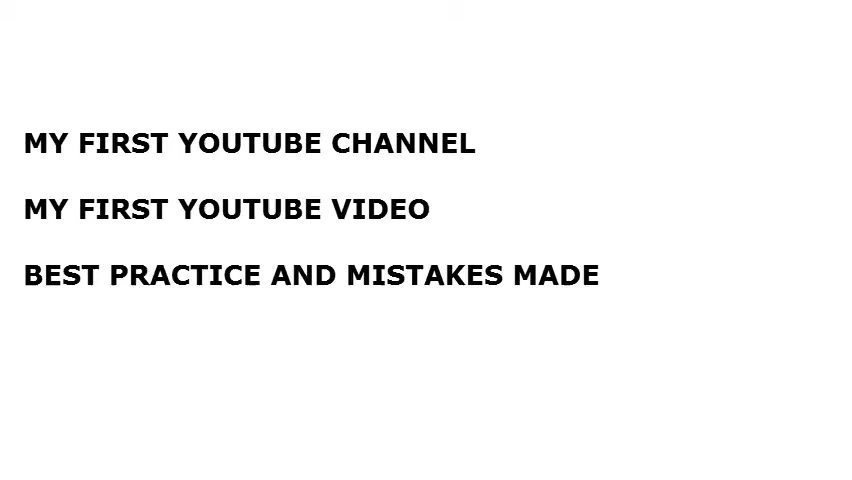 MY FIRST YOUTUBE CHANNEL
MY FIRST YOUTUBE VIDEO
BEST PRACTICE AND MISTAKES MADE